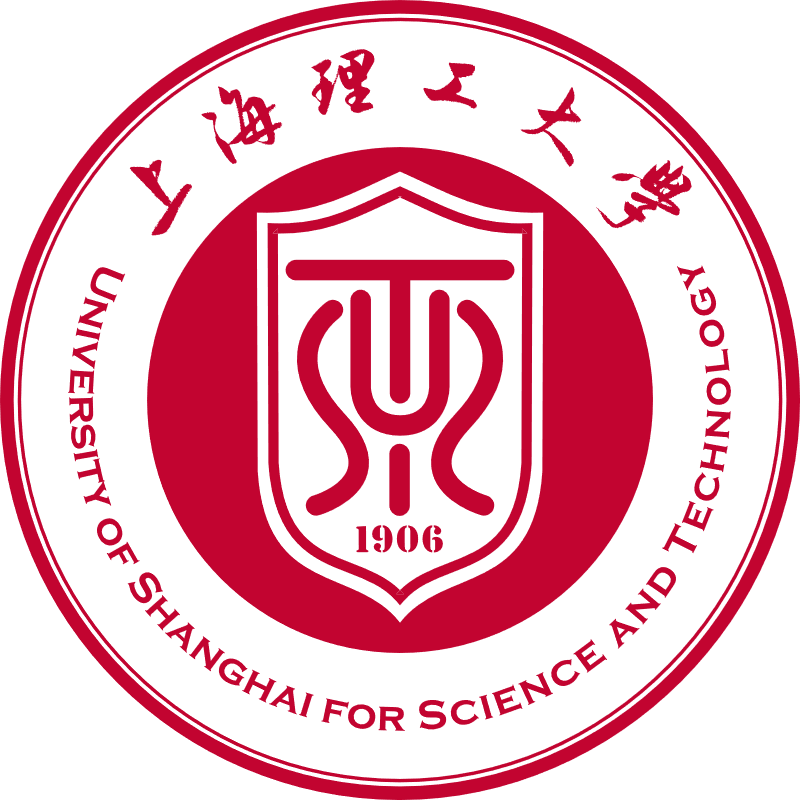 上海理工大學
UNIVERSITY OF SHANGHAI FOR SCIENCE AND TECHNOLOGY
1906